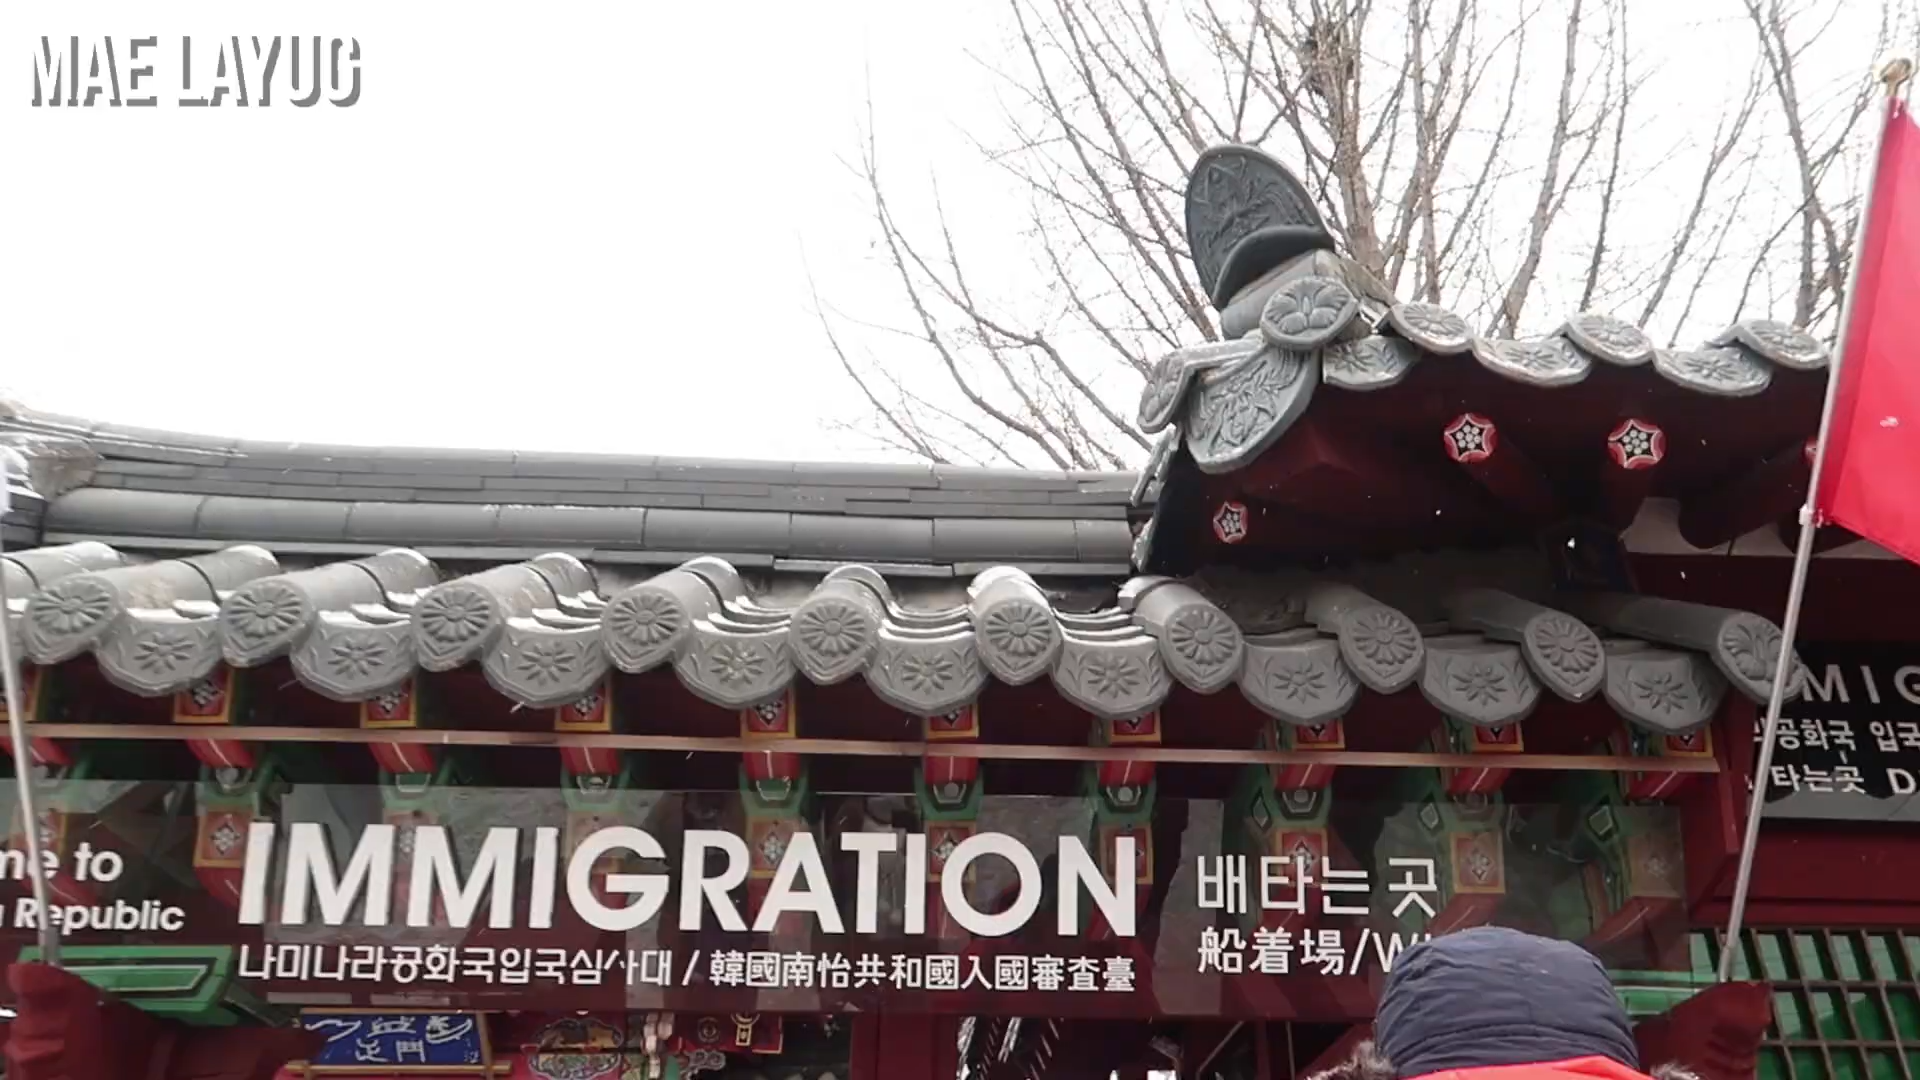 MAE LAYUG
me to
Republic
IMMIGRATION
나미나라공화국입국심사대 / 韓國南怡共和國入國審査臺
배타는 곳
船着場/W
MIG
공화국 입국
타는곳 D